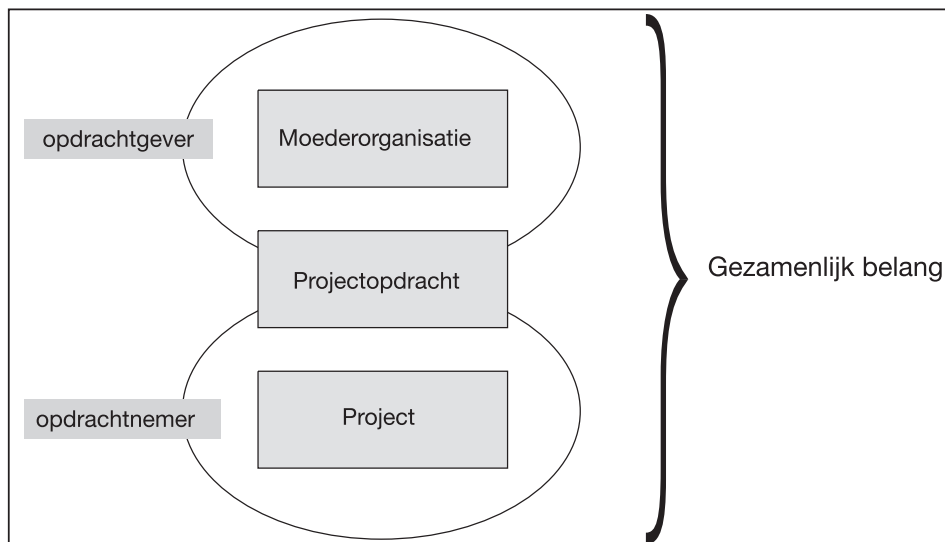 opdrachtgever
Moederorganisatie
Projectopdracht
Gezamenlijk belang
opdrachtnemer
Project